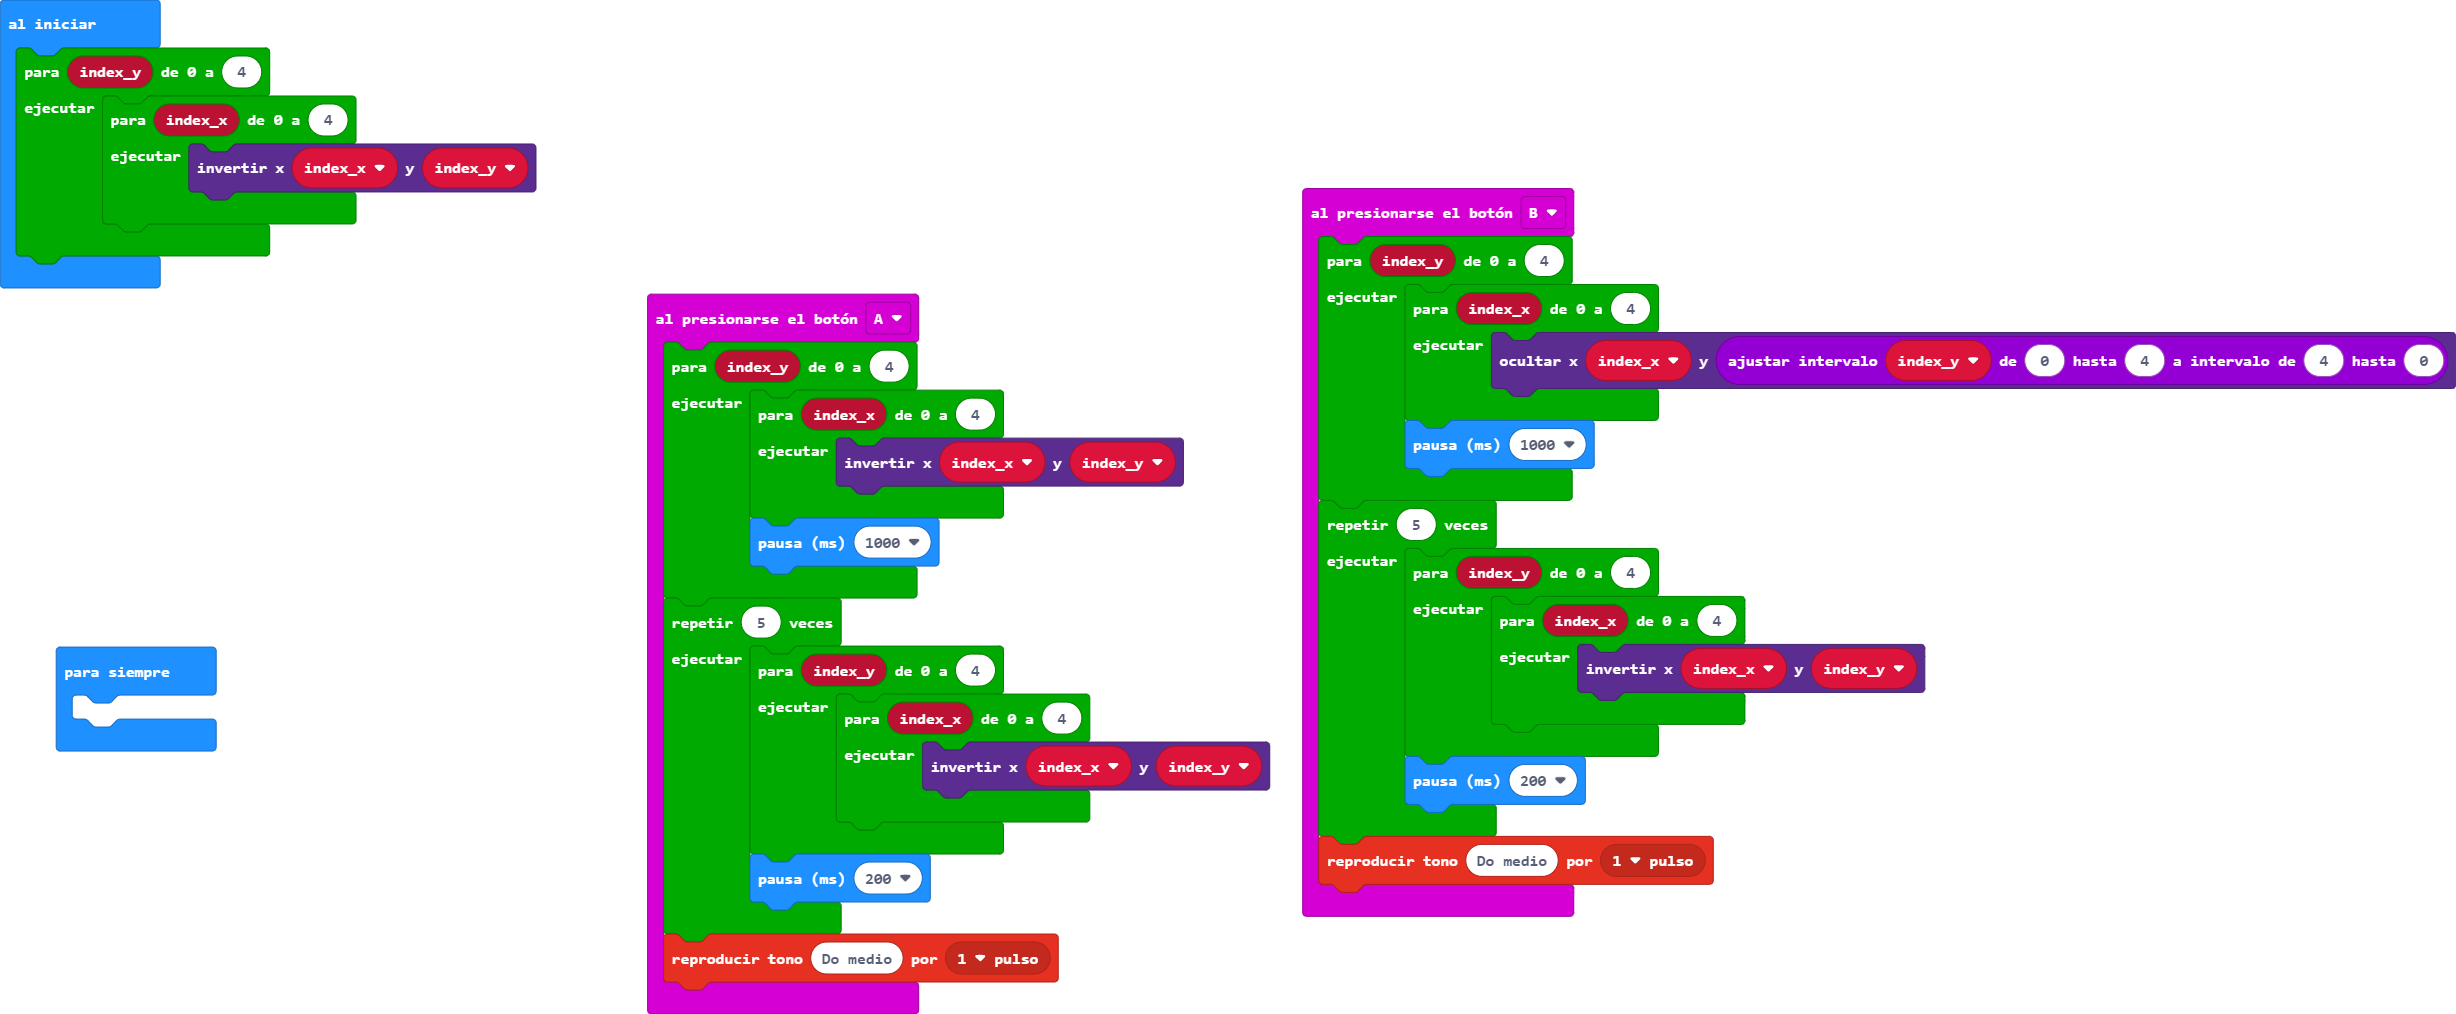 al iniciar
para index_y de 0 a 4
ejecutar
para index_x de 0 a 4
ejecutar
invertir x index_x y index_y
para siempre
al presionarse el botón A
para index_y de 0 a 4
ejecutar
para index_x de 0 a 4
ejecutar
invertir x index_x y index_y
pausa (ms) 1000
repetir 5 veces
ejecutar
para index_y de 0 a 4
ejecutar
para index_x de 0 a 4
ejecutar
invertir x index_x y index_y
pausa (ms) 200
reproducir tono Do medio por 1 pulso
al presionarse el botón B
para index_y de 0 a 4
ejecutar
para index_x de 0 a 4
ejecutar
ocultar x index_x y ajustar intervalo index_y de 0 hasta 4 a intervalo de 4 hasta 0
pausa (ms) 1000
repetir 5 veces
ejecutar
para index_y de 0 a 4
ejecutar
para index_x de 0 a 4
ejecutar
invertir x index_x y index_y
pausa (ms) 200
reproducir tono Do medio por 1 pulso